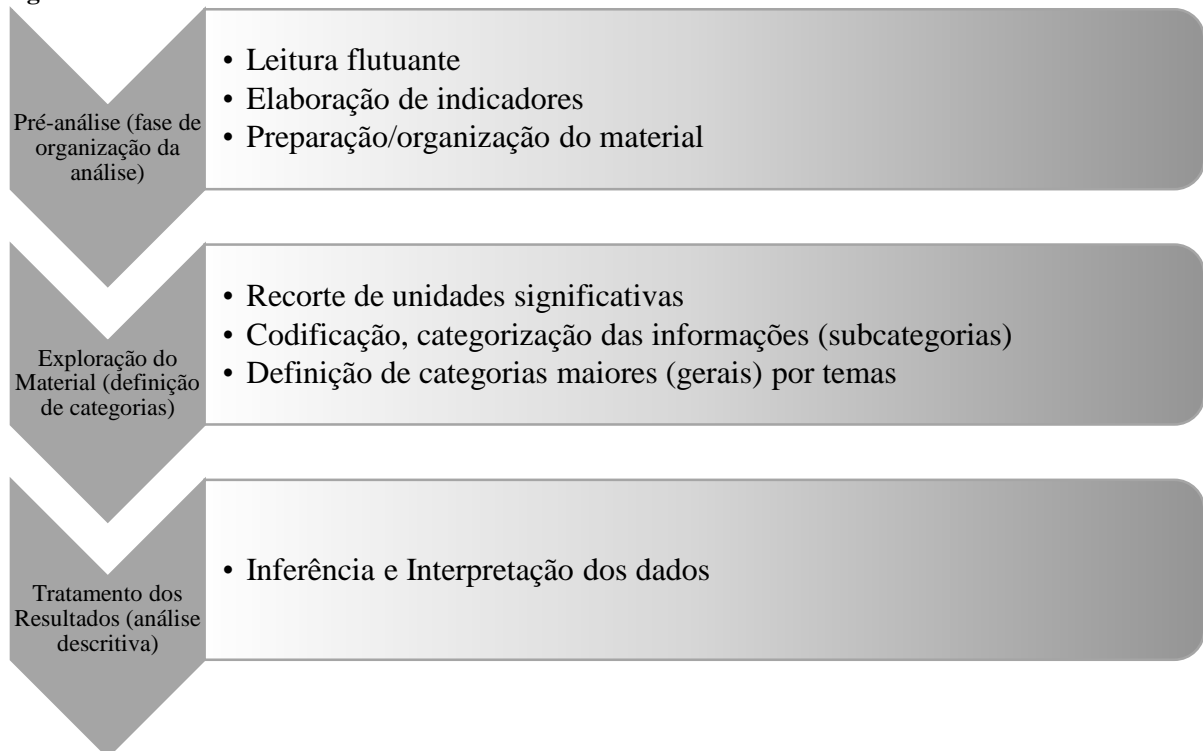 Pré-análise (fase de
organização da
análise)
• Leitura flutuante
• Elaboração de indicadores
• Preparação/organização do material
Exploração do
Material (definição
de categorias)
• Recorte de unidades significativas
• Codificação, categorização das informações (subcategorias)
• Definição de categorias maiores (gerais) por temas
Tratamento dos
Resultados (análise
descritiva)
• Inferência e Interpretação dos dados